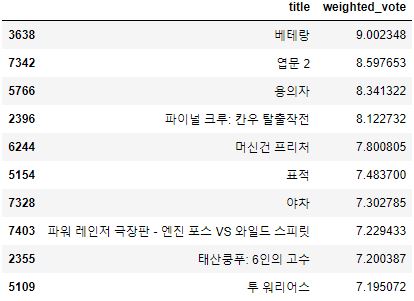 title weighted_vote
3638 베테랑 9.002348
7342 엽문 2 8.597653
5766 용의자 8.341322
2396 파이널 크루: 칸우 탈출작전 8.122732
6244 머신건 프리처 7.800805
5154 표적 7.483700
7328 야차 7.302785
7403 파워 레인저 극장판 - 엔진 포스 VS 와일드 스피릿 7.229433
2355 태산쿵푸: 6인의 고수 7.200387
5109 투 워리어스 7.195072